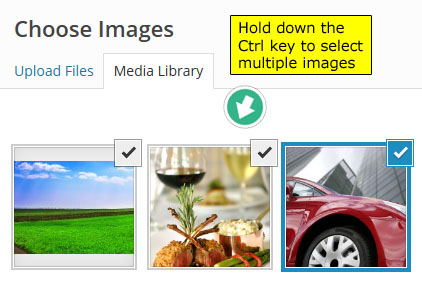 Choose Images
Hold down the
Ctrl key to select
multiple images
Upload Files
Media Library